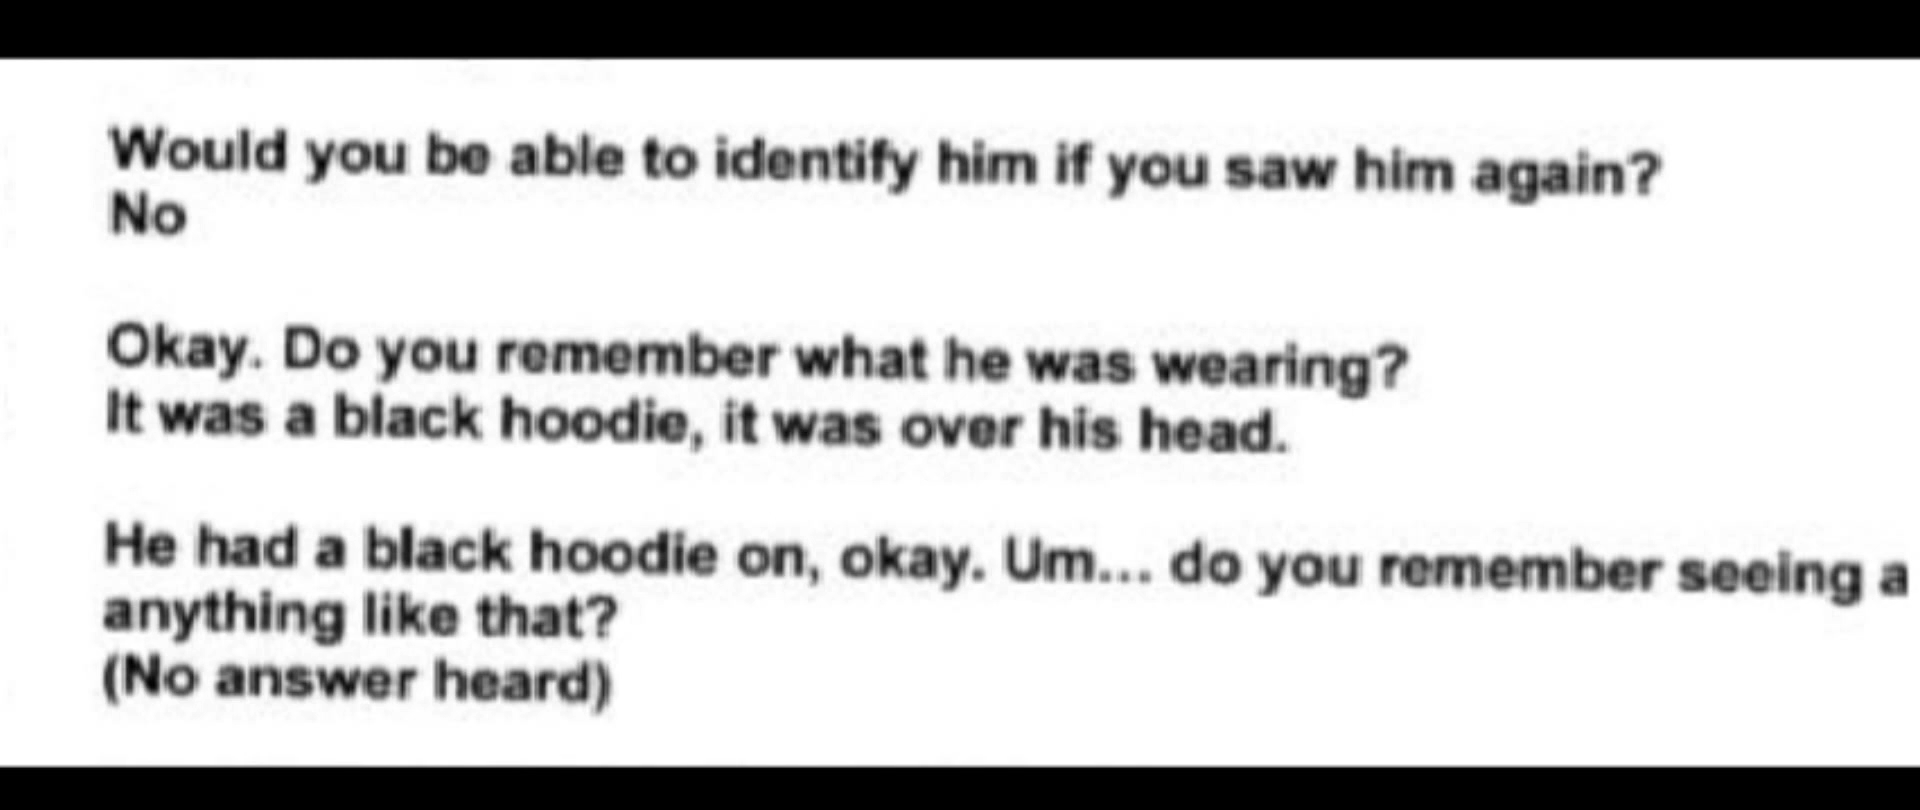 Would you be able to identify him if you saw him again?
No
Okay. Do you remember what he was wearing?
It was a black hoodie, it was over his head.
He had a black hoodie on, okay. Um... do you remember seeing a
anything like that?
(No answer heard)